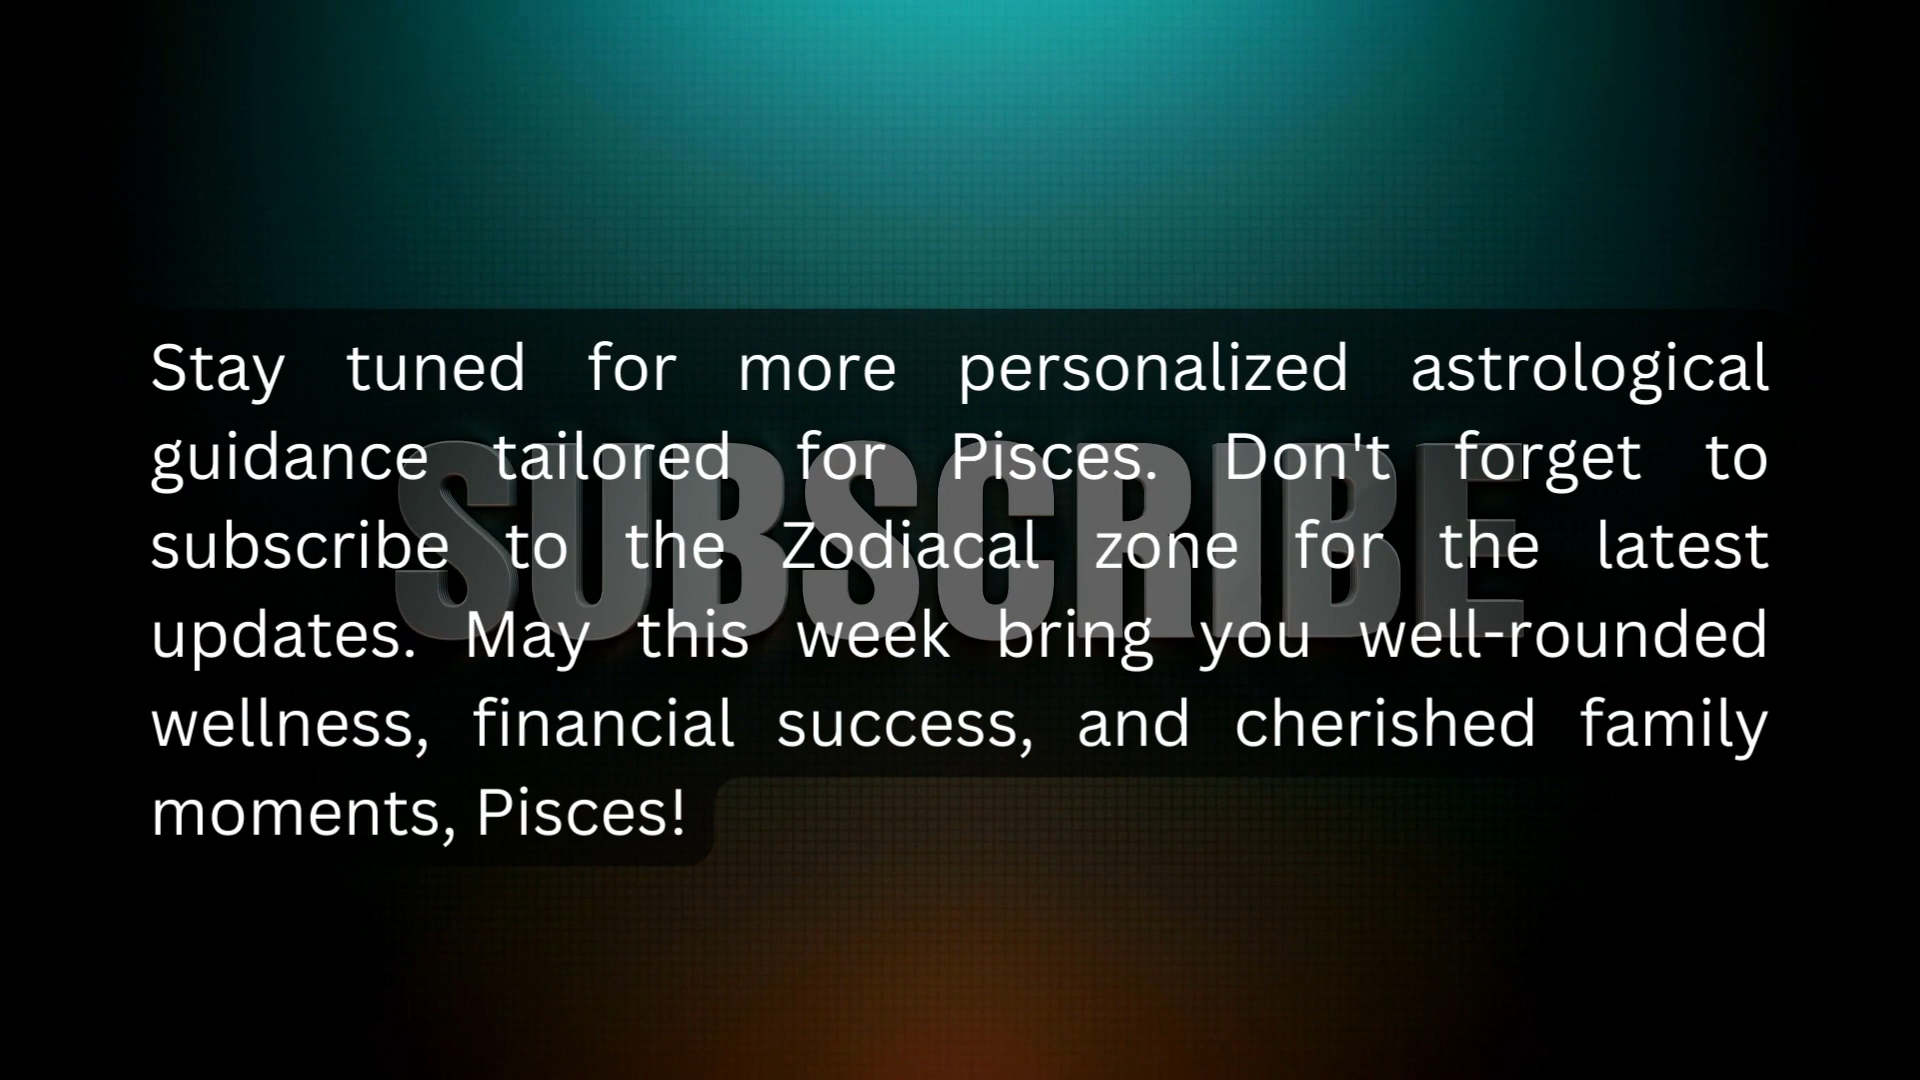 Stay tuned for more personalized astrological
guidance tailored for Pisces. Don't forget to
subscribe to the Zodiacal zone for the latest
updates. May this week bring you well-rounded
wellness, financial success, and cherished family
moments, Pisces!
SUBSCRIBE